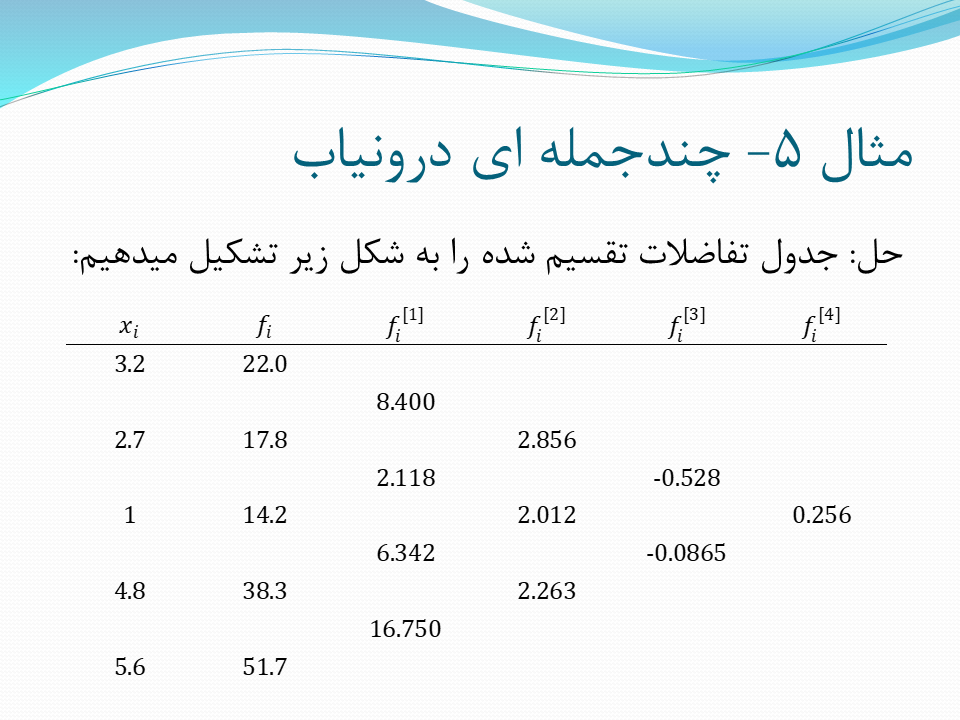 مثال ۵- چندجمله ای درونیاب
حل: جدول تفاضلات تقسیم شده را به شکل زیر تشکیل میدهیم:
x_i f_i f_i^[1] f_i^[2] f_i^[3] f_i^[4]
3.2 22.0
8.400
2.7 17.8 2.856
2.118 -0.528
1 14.2 2.012 0.256
6.342 -0.0865
4.8 38.3 2.263
16.750
5.6 51.7